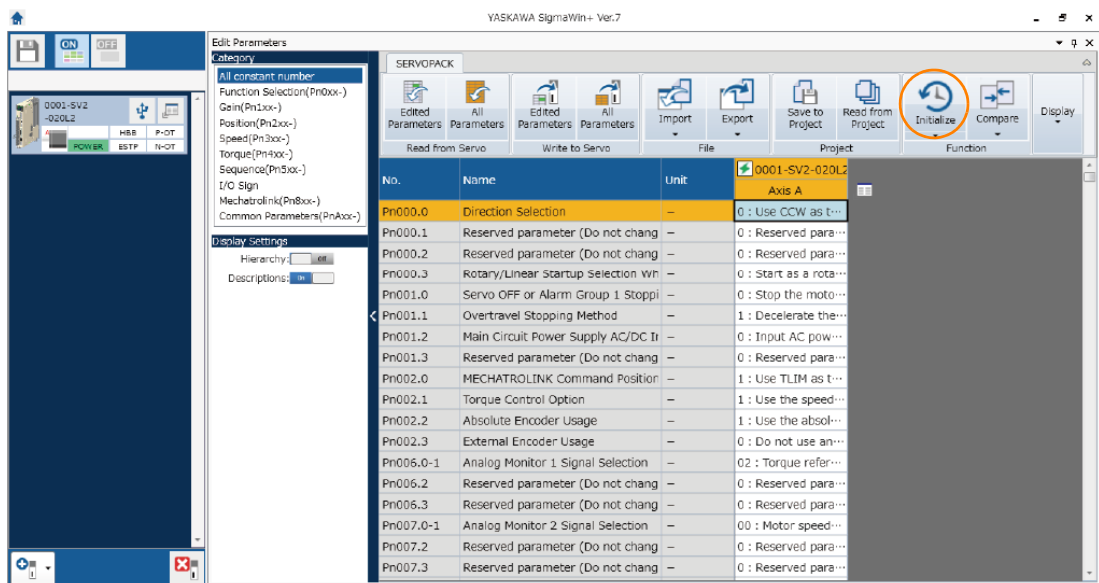 YASKAWA SigmaWin+ Ver.7
ON
OFF
0001-SV2
-020L2
HBB P-OT
POWER ESTP N-OT
Edit Parameters
Category
All constant number
Function Selection(Pn0xx-)
Gain(Pn1xx-)
Position(Pn2xx-)
Speed(Pn3xx-)
Torque(Pn4xx-)
Sequence(Pn5xx-)
I/O Sign
Mechatrolink(Pn8xx-)
Common Parameters(PnAxx-)
Display Settings
Hierarchy: Off
Descriptions: On
SERVOPACK
Edited Parameters
All Parameters
Read from Servo
Edited Parameters
All Parameters
Write to Servo
Import
Export
File
Save to Project
Read from Project
Project
Initialize
Compare
Function
Display
No. Name Unit 0001-SV2-020L2
Axis A
Pn000.0 Direction Selection – 0 : Use CCW as t···
Pn000.1 Reserved parameter (Do not chang – 0 : Reserved para···
Pn000.2 Reserved parameter (Do not chang – 0 : Reserved para···
Pn000.3 Rotary/Linear Startup Selection Wh – 0 : Start as a rota···
Pn001.0 Servo OFF or Alarm Group 1 Stoppi – 0 : Stop the moto···
Pn001.1 Overtravel Stopping Method – 1 : Decelerate the···
Pn001.2 Main Circuit Power Supply AC/DC Ir – 0 : Input AC pow···
Pn001.3 Reserved parameter (Do not chang – 0 : Reserved para···
Pn002.0 MECHATROLINK Command Position – 1 : Use TLIM as t···
Pn002.1 Torque Control Option – 1 : Use the speed···
Pn002.2 Absolute Encoder Usage – 1 : Use the absol···
Pn002.3 External Encoder Usage – 0 : Do not use an···
Pn006.0-1 Analog Monitor 1 Signal Selection – 02 : Torque refer···
Pn006.2 Reserved parameter (Do not chang – 0 : Reserved para···
Pn006.3 Reserved parameter (Do not chang – 0 : Reserved para···
Pn007.0-1 Analog Monitor 2 Signal Selection – 00 : Motor speed···
Pn007.2 Reserved parameter (Do not chang – 0 : Reserved para···
Pn007.3 Reserved parameter (Do not chang – 0 : Reserved para···